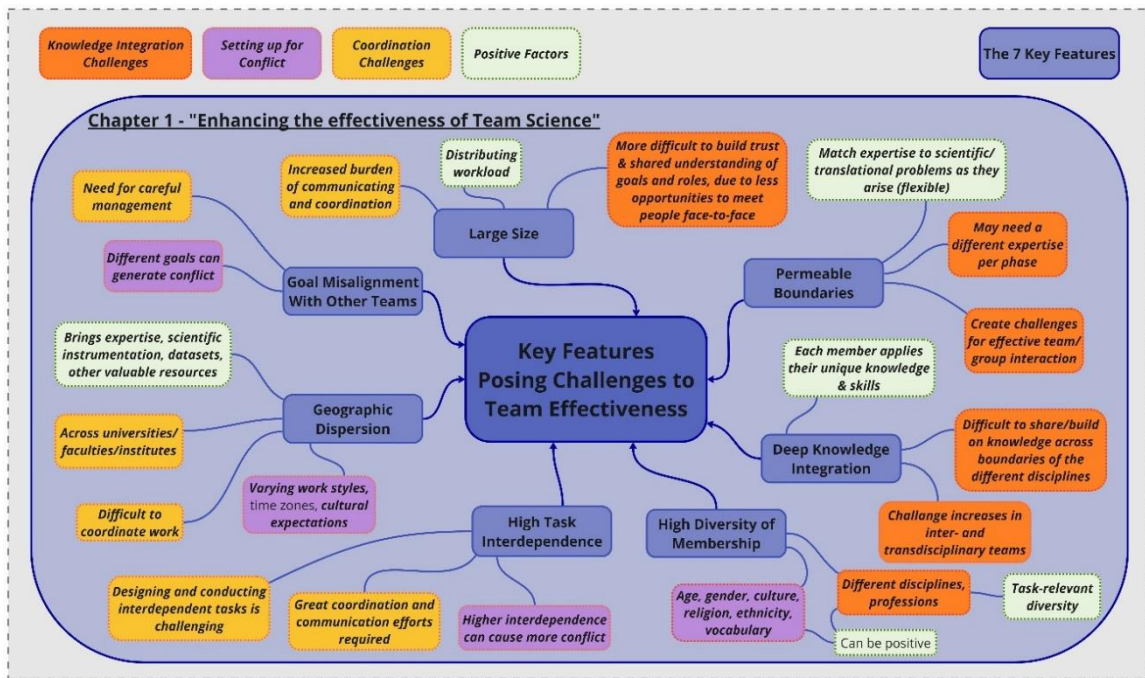 Knowledge Integration
Challenges
Setting up for
Conflict
Coordination
Challenges
Positive Factors
The 7 Key Features
Chapter 1 - "Enhancing the effectiveness of Team Science"
Need for careful
management
Different goals can
generate conflict
Goal Misalignment
With Other Teams
Increased burden
of communicating
and coordination
Distributing
workload
More difficult to build trust
& shared understanding of
goals and roles, due to less
opportunities to meet
people face-to-face
Large Size
Match expertise to scientific/
translational problems as they
arise (flexible)
May need a
different expertise
per phase
Permeable
Boundaries
Create challenges
for effective team/
group interaction
Key Features
Posing Challenges to
Team Effectiveness
Brings expertise, scientific
instrumentation, datasets,
other valuable resources
Geographic
Dispersion
Across universities/
faculties/institutes
Difficult to
coordinate work
Varying work styles,
time zones, cultural
expectations
Each member applies
their unique knowledge
& skills
Deep Knowledge
Integration
Difficult to share/build
on knowledge across
boundaries of the
different disciplines
Challange increases in
inter- and
transdisciplinary teams
High Task
Interdependence
Designing and conducting
interdependent tasks is
challenging
Great coordination and
communication efforts
required
Higher interdependence
can cause more conflict
High Diversity of
Membership
Age, gender, culture,
religion, ethnicity,
vocabulary
Different disciplines,
professions
Can be positive
Task-relevant
diversity